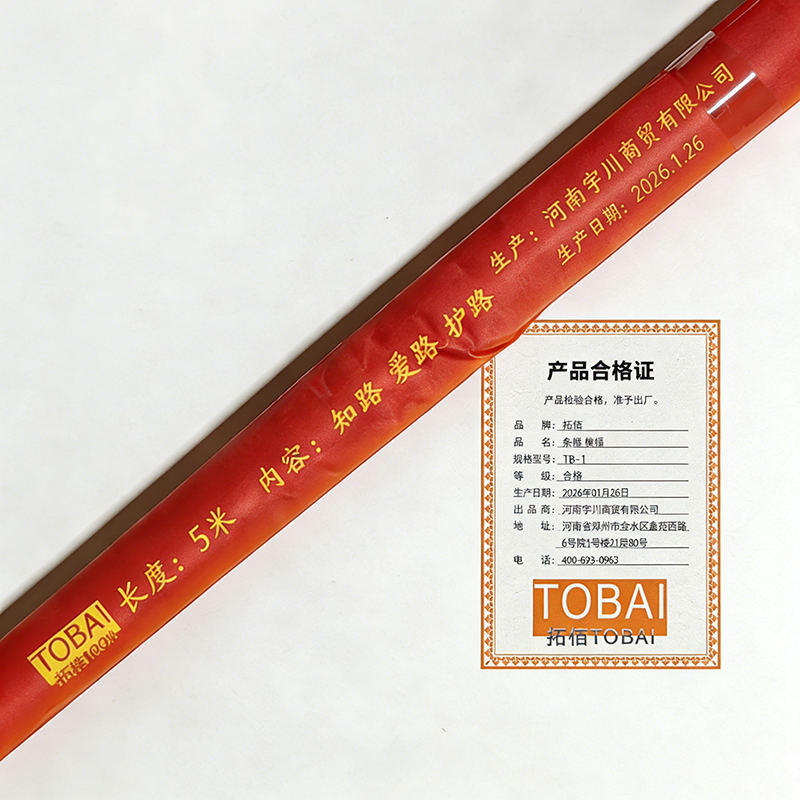 生产：河南宇川商贸有限公司
生产日期：2026.1.26
内容：知路 爱路 护路
长度：5米
TOBAI
产品合格证
产品检验合格，准予出厂。
品 牌：拓佰
品 名：条幅 横幅
规格型号：TB-1
等 级：合格
生产日期：2026年01月26日
出 品 商：河南宇川商贸有限公司
地 址：河南省郑州市金水区鑫苑西路
6号院1号楼21层80号
电 话：400-693-0963
TOBAI
拓佰TOBAI